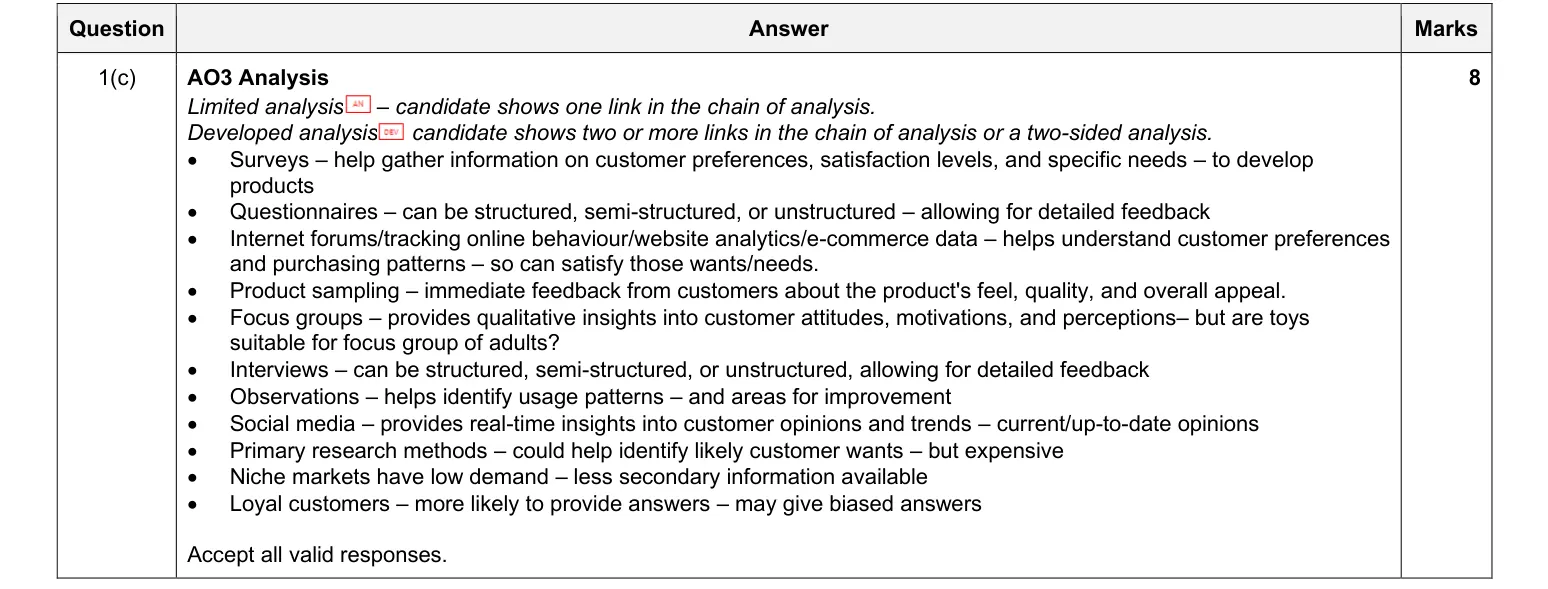 Question Answer Marks
1(c) AO3 Analysis 8
Limited analysis AN – candidate shows one link in the chain of analysis.
Developed analysis DEV candidate shows two or more links in the chain of analysis or a two-sided analysis.
• Surveys – help gather information on customer preferences, satisfaction levels, and specific needs – to develop
products
• Questionnaires – can be structured, semi-structured, or unstructured – allowing for detailed feedback
• Internet forums/tracking online behaviour/website analytics/e-commerce data – helps understand customer preferences
and purchasing patterns – so can satisfy those wants/needs.
• Product sampling – immediate feedback from customers about the product's feel, quality, and overall appeal.
• Focus groups – provides qualitative insights into customer attitudes, motivations, and perceptions– but are toys
suitable for focus group of adults?
• Interviews – can be structured, semi-structured, or unstructured, allowing for detailed feedback
• Observations – helps identify usage patterns – and areas for improvement
• Social media – provides real-time insights into customer opinions and trends – current/up-to-date opinions
• Primary research methods – could help identify likely customer wants – but expensive
• Niche markets have low demand – less secondary information available
• Loyal customers – more likely to provide answers – may give biased answers
Accept all valid responses.